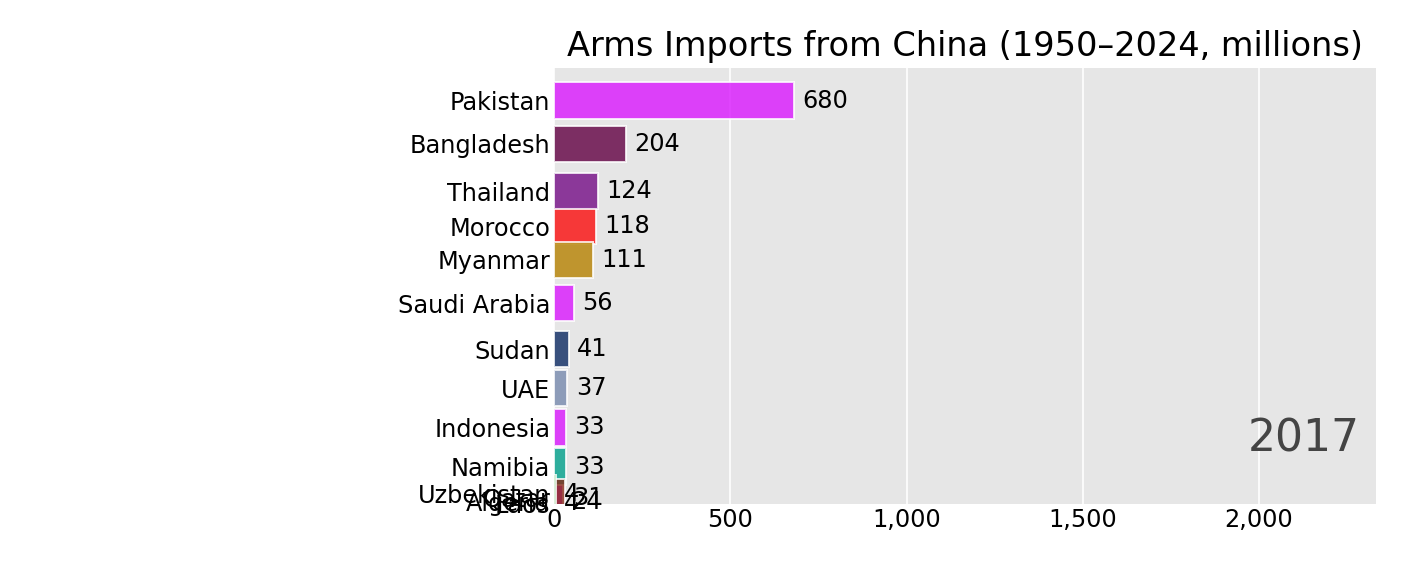 Arms Imports from China (1950–2024, millions)
Pakistan 680
Bangladesh 204
Thailand 124
Morocco 118
Myanmar 111
Saudi Arabia 56
Sudan 41
UAE 37
Indonesia 33
2017
Namibia 33
Uzbekistan
0 500 1,000 1,500 2,000